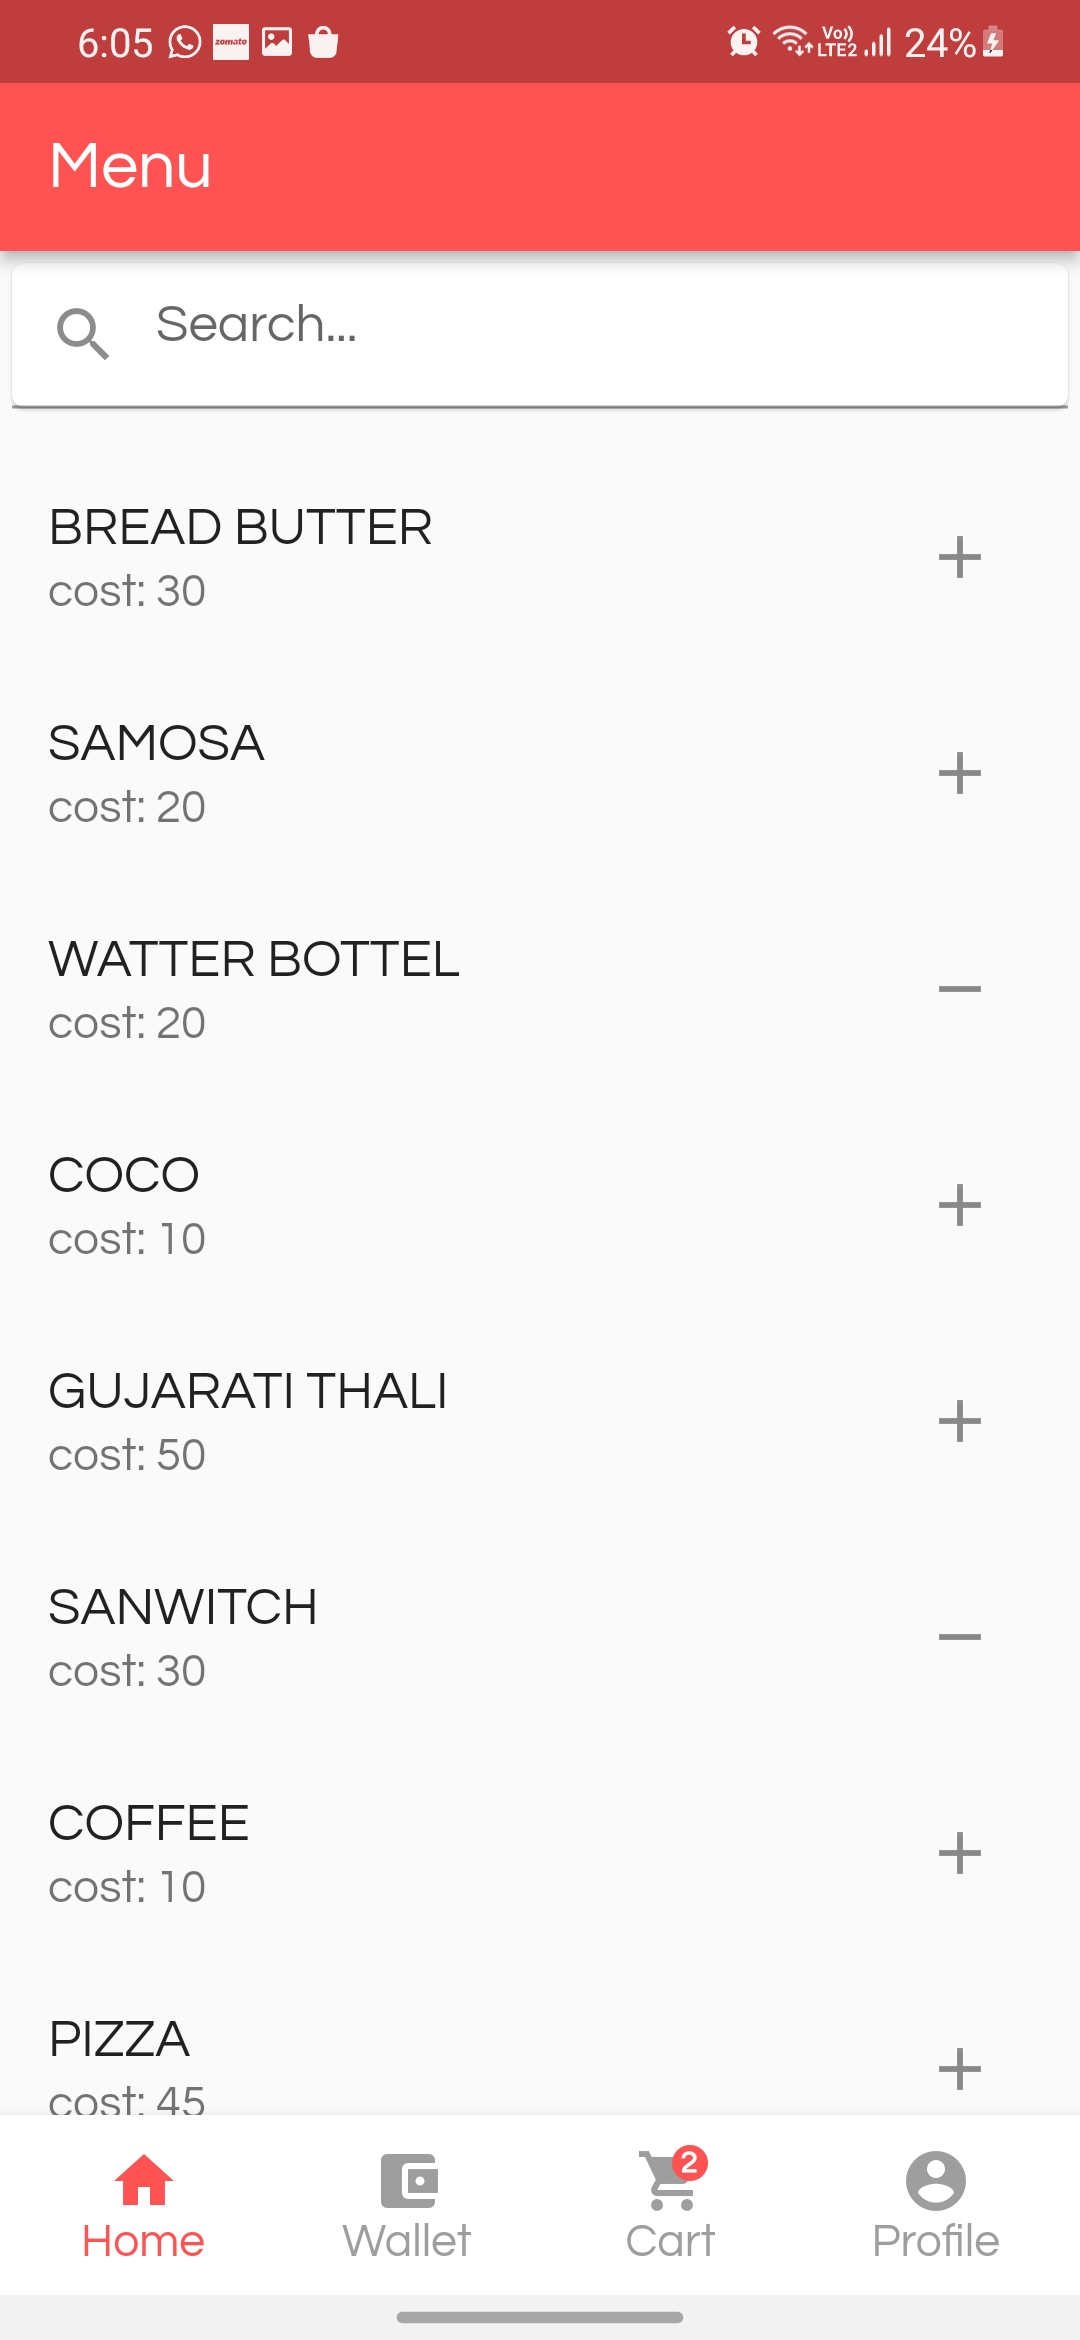 6:05 zomato Vo)) LTE2 24%
Menu
Search...
BREAD BUTTER
cost: 30
SAMOSA
cost: 20
WATTER BOTTEL
cost: 20
COCO
cost: 10
GUJARATI THALI
cost: 50
SANWITCH
cost: 30
COFFEE
cost: 10
PIZZA
cost: 45
2
Home Wallet Cart Profile